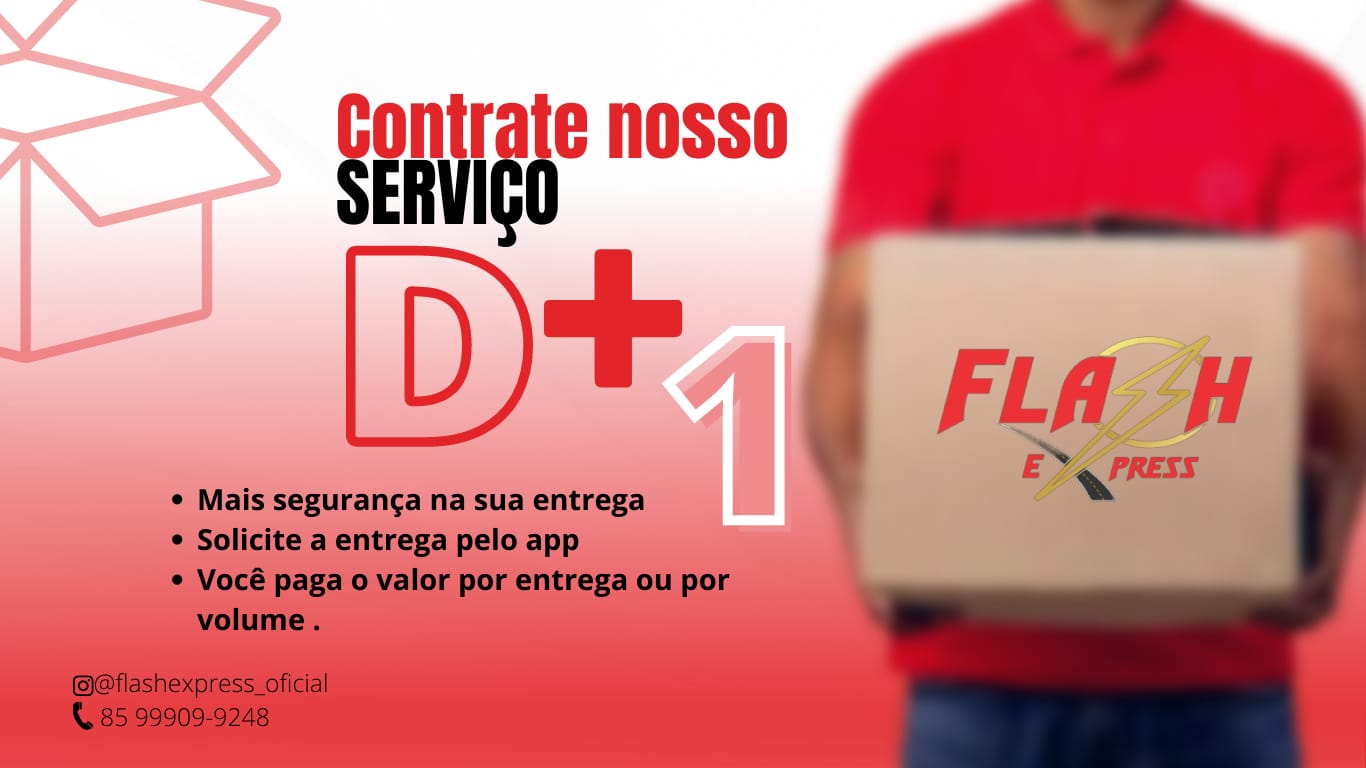 Contrate nosso
SERVIÇO
D+1
• Mais segurança na sua entrega
• Solicite a entrega pelo app
• Você paga o valor por entrega ou por
volume .
@flashexpress_oficial
85 99909-9248
FLASH
EXPRESS